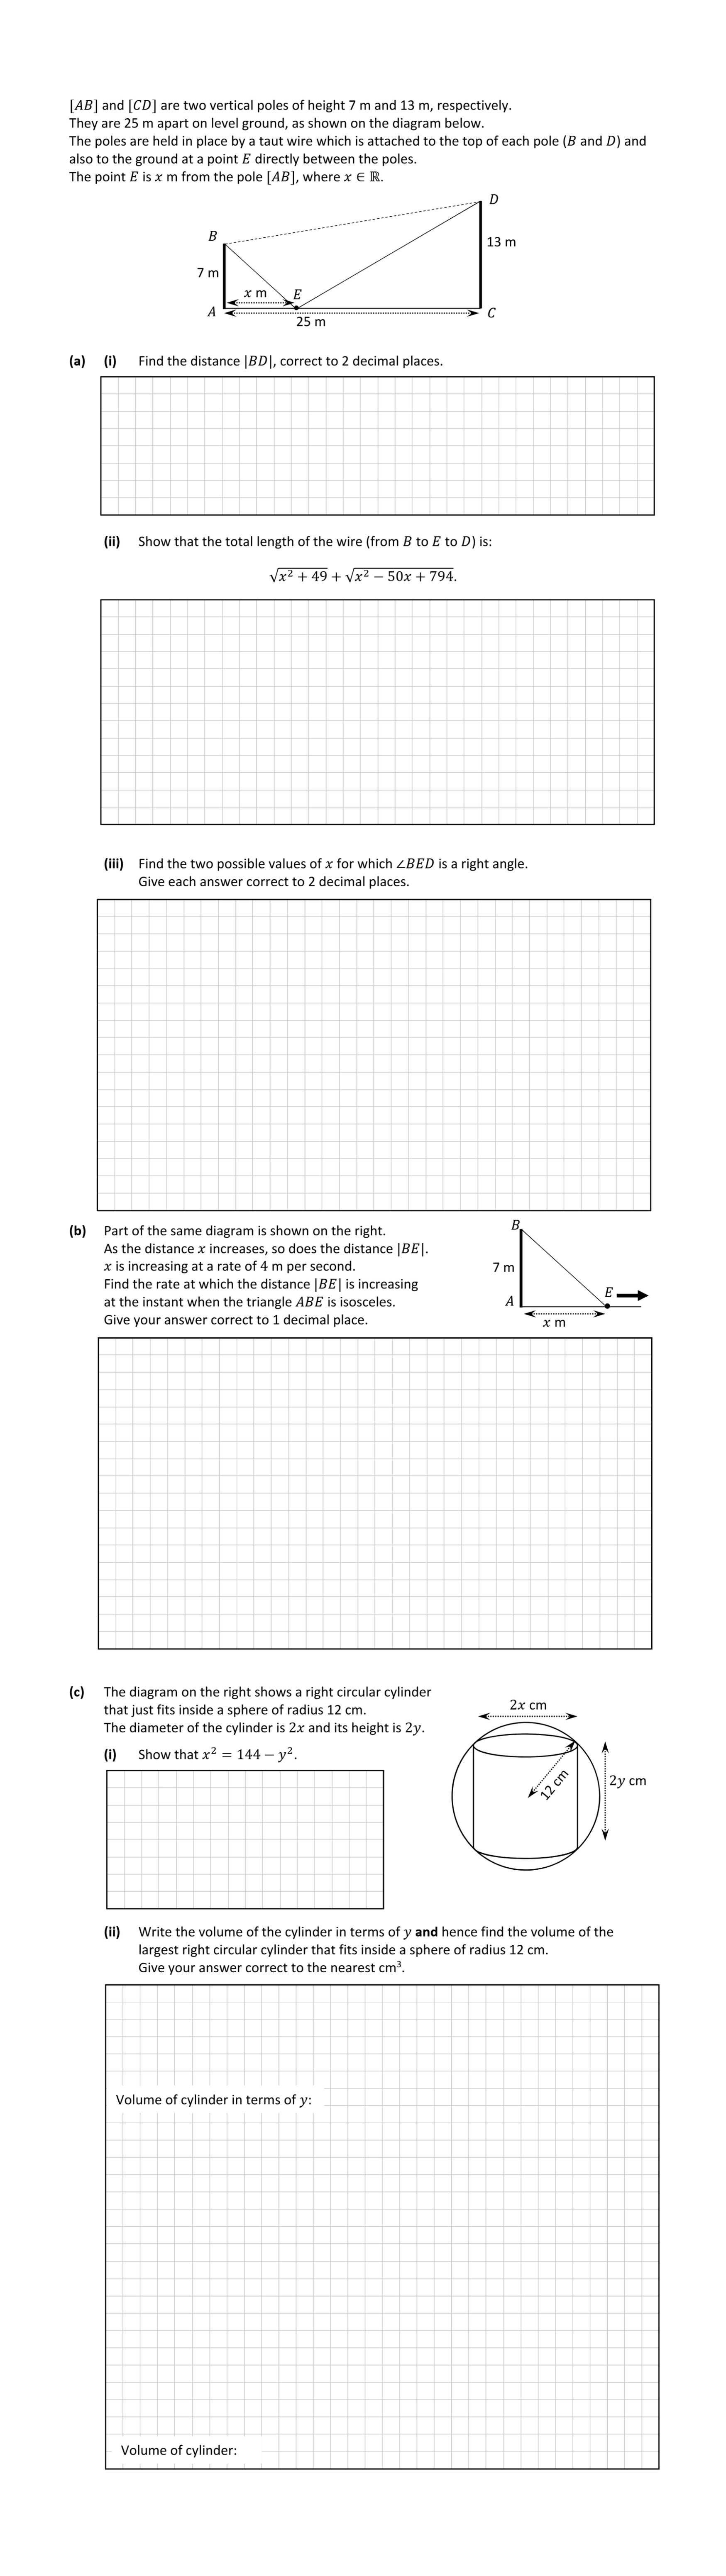 [AB] and [CD] are two vertical poles of height 7 m and 13 m, respectively.
They are 25 m apart on level ground, as shown on the diagram below.
The poles are held in place by a taut wire which is attached to the top of each pole (B and D) and
also to the ground at a point E directly between the poles.
The point E is x m from the pole [AB], where x ∈ ℝ.
D
B
13 m
7 m
x m
E
A
C
25 m
(a) (i) Find the distance |BD|, correct to 2 decimal places.
(ii) Show that the total length of the wire (from B to E to D) is:
√(x² + 49) + √(x² − 50x + 794).
(iii) Find the two possible values of x for which ∠BED is a right angle.
Give each answer correct to 2 decimal places.
(b) Part of the same diagram is shown on the right.
As the distance x increases, so does the distance |BE|.
x is increasing at a rate of 4 m per second.
Find the rate at which the distance |BE| is increasing
at the instant when the triangle ABE is isosceles.
Give your answer correct to 1 decimal place.
B
7 m
E
A
x m
(c) The diagram on the right shows a right circular cylinder
that just fits inside a sphere of radius 12 cm.
The diameter of the cylinder is 2x and its height is 2y.
(i) Show that x² = 144 − y².
2x cm
12 cm
2y cm
(ii) Write the volume of the cylinder in terms of y and hence find the volume of the
largest right circular cylinder that fits inside a sphere of radius 12 cm.
Give your answer correct to the nearest cm³.
Volume of cylinder in terms of y:
Volume of cylinder: